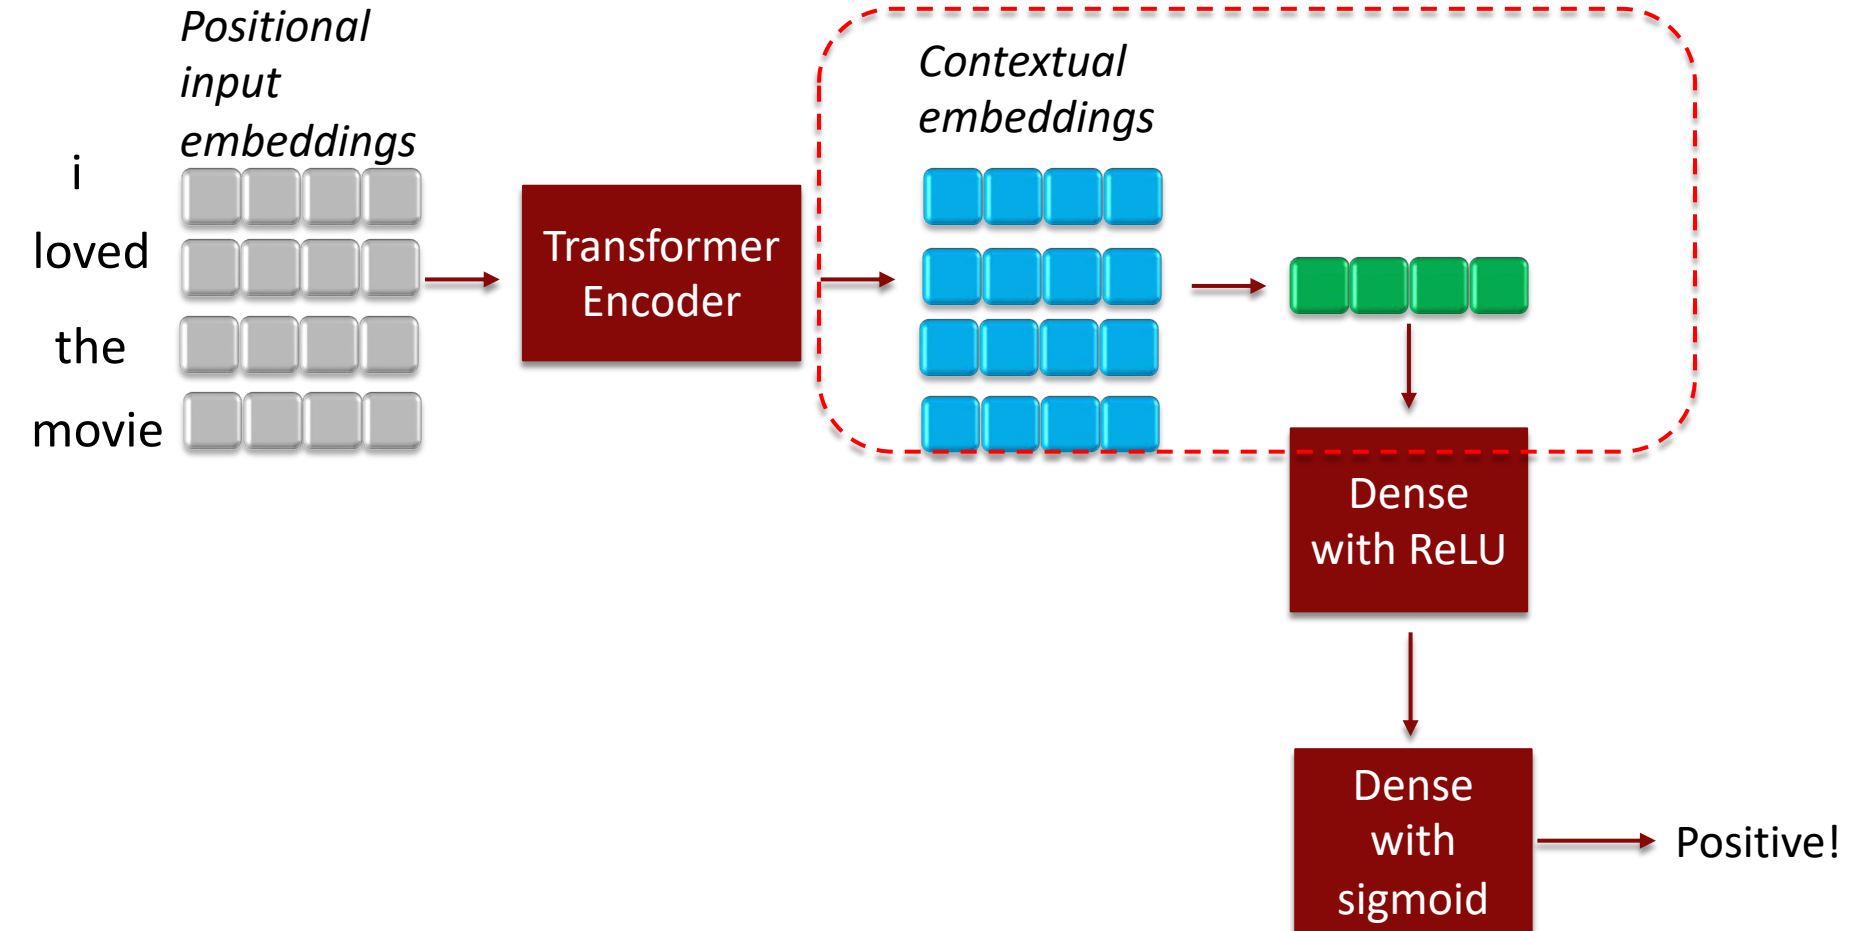 Positional
input
embeddings
i
loved
the
movie
Transformer
Encoder
Contextual
embeddings
Dense
with ReLU
Dense
with
sigmoid
Positive!